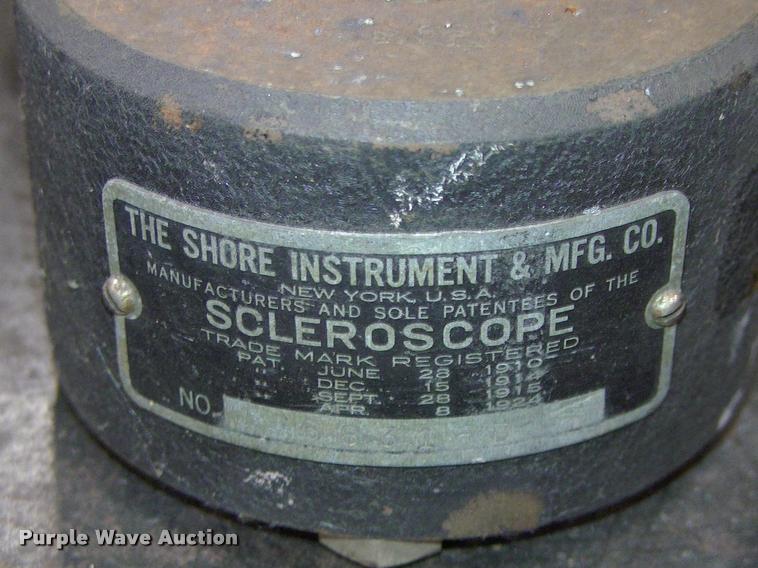 THE SHORE INSTRUMENT & MFG. CO.
NEW YORK, U.S.A.
MANUFACTURERS AND SOLE PATENTEES OF THE
SCLEROSCOPE
TRADE MARK REGISTERED
PAT. JUNE 28 1910
" DEC. 15
" SEPT. 28
" APR. 8 1924
NO.
Purple Wave Auction